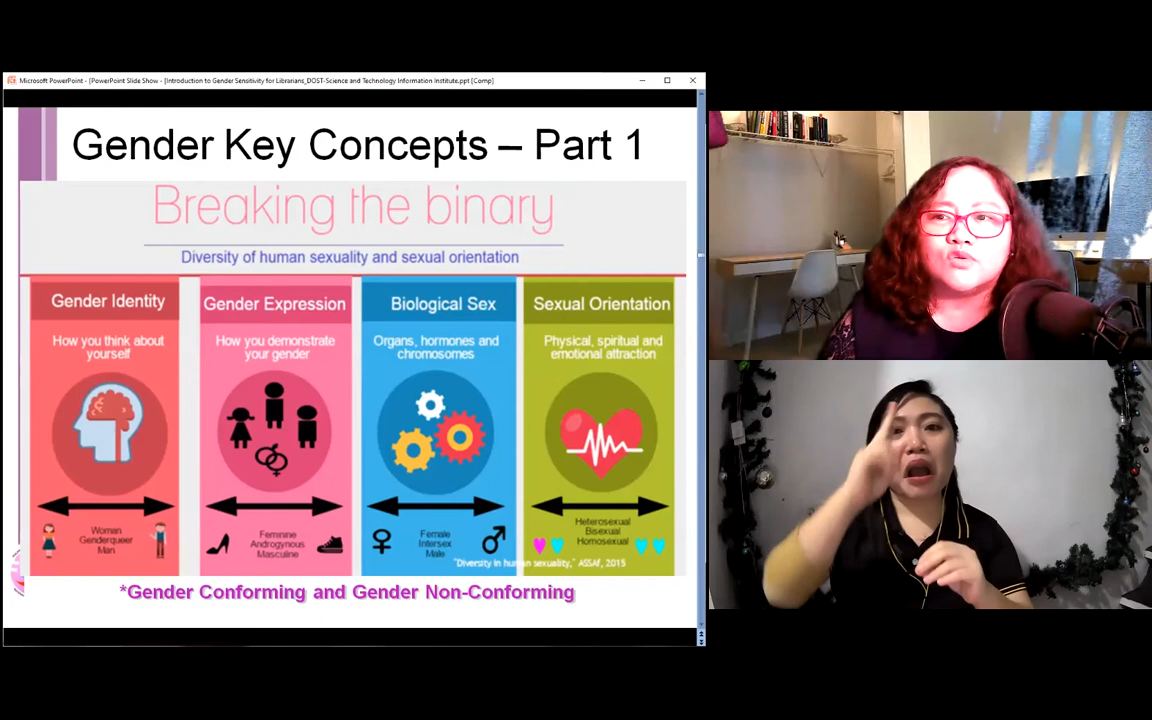 Microsoft PowerPoint - [PowerPoint Slide Show - [Introduction to Gender Sensitivity for Librarians_DOST-Science and Technology Information Institute.ppt [Comp]
Gender Key Concepts – Part 1
Breaking the binary
Diversity of human sexuality and sexual orientation
Gender Identity
How you think about
yourself
Woman
Genderqueer
Man
Gender Expression
How you demonstrate
your gender
Feminine
Androgynous
Masculine
Biological Sex
Organs, hormones and
chromosomes
Female
Intersex
Male
Sexual Orientation
Physical, spiritual and
emotional attraction
Heterosexual
Bisexual
Homosexual
"Diversity in human sexuality," ASSAf, 2015
*Gender Conforming and Gender Non-Conforming